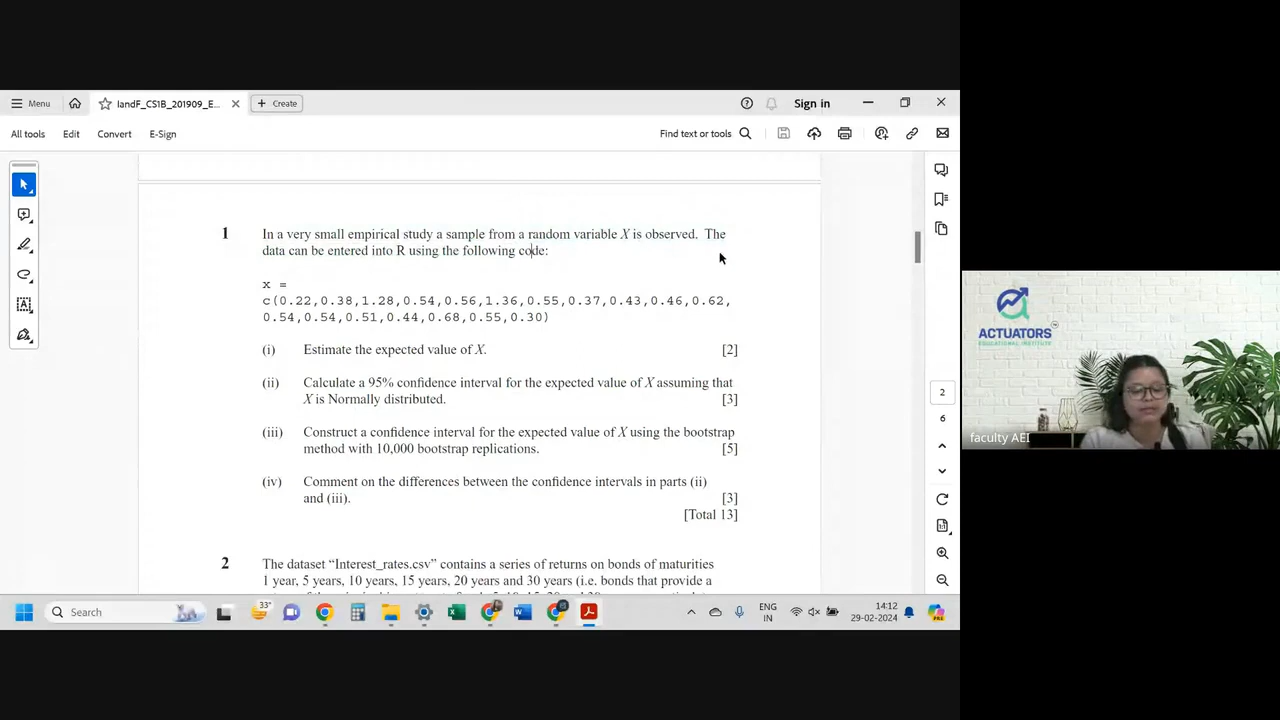 Menu
IandF_CS1B_201909_E...
Create
Sign in
All tools
Edit
Convert
E-Sign
Find text or tools
1
In a very small empirical study a sample from a random variable X is observed. The
data can be entered into R using the following code:
x =
c(0.22,0.38,1.28,0.54,0.56,1.36,0.55,0.37,0.43,0.46,0.62,
0.54,0.54,0.51,0.44,0.68,0.55,0.30)
(i) Estimate the expected value of X. [2]
(ii) Calculate a 95% confidence interval for the expected value of X assuming that
X is Normally distributed. [3]
(iii) Construct a confidence interval for the expected value of X using the bootstrap
method with 10,000 bootstrap replications. [5]
(iv) Comment on the differences between the confidence intervals in parts (ii)
and (iii). [3]
[Total 13]
2
The dataset “Interest_rates.csv” contains a series of returns on bonds of maturities
1 year, 5 years, 10 years, 15 years, 20 years and 30 years (i.e. bonds that provide a
2
6
ACTUATORS
EDUCATIONAL INSTITUTE
faculty AEI
Search
33°
ENG
IN
14:12
29-02-2024
PRE